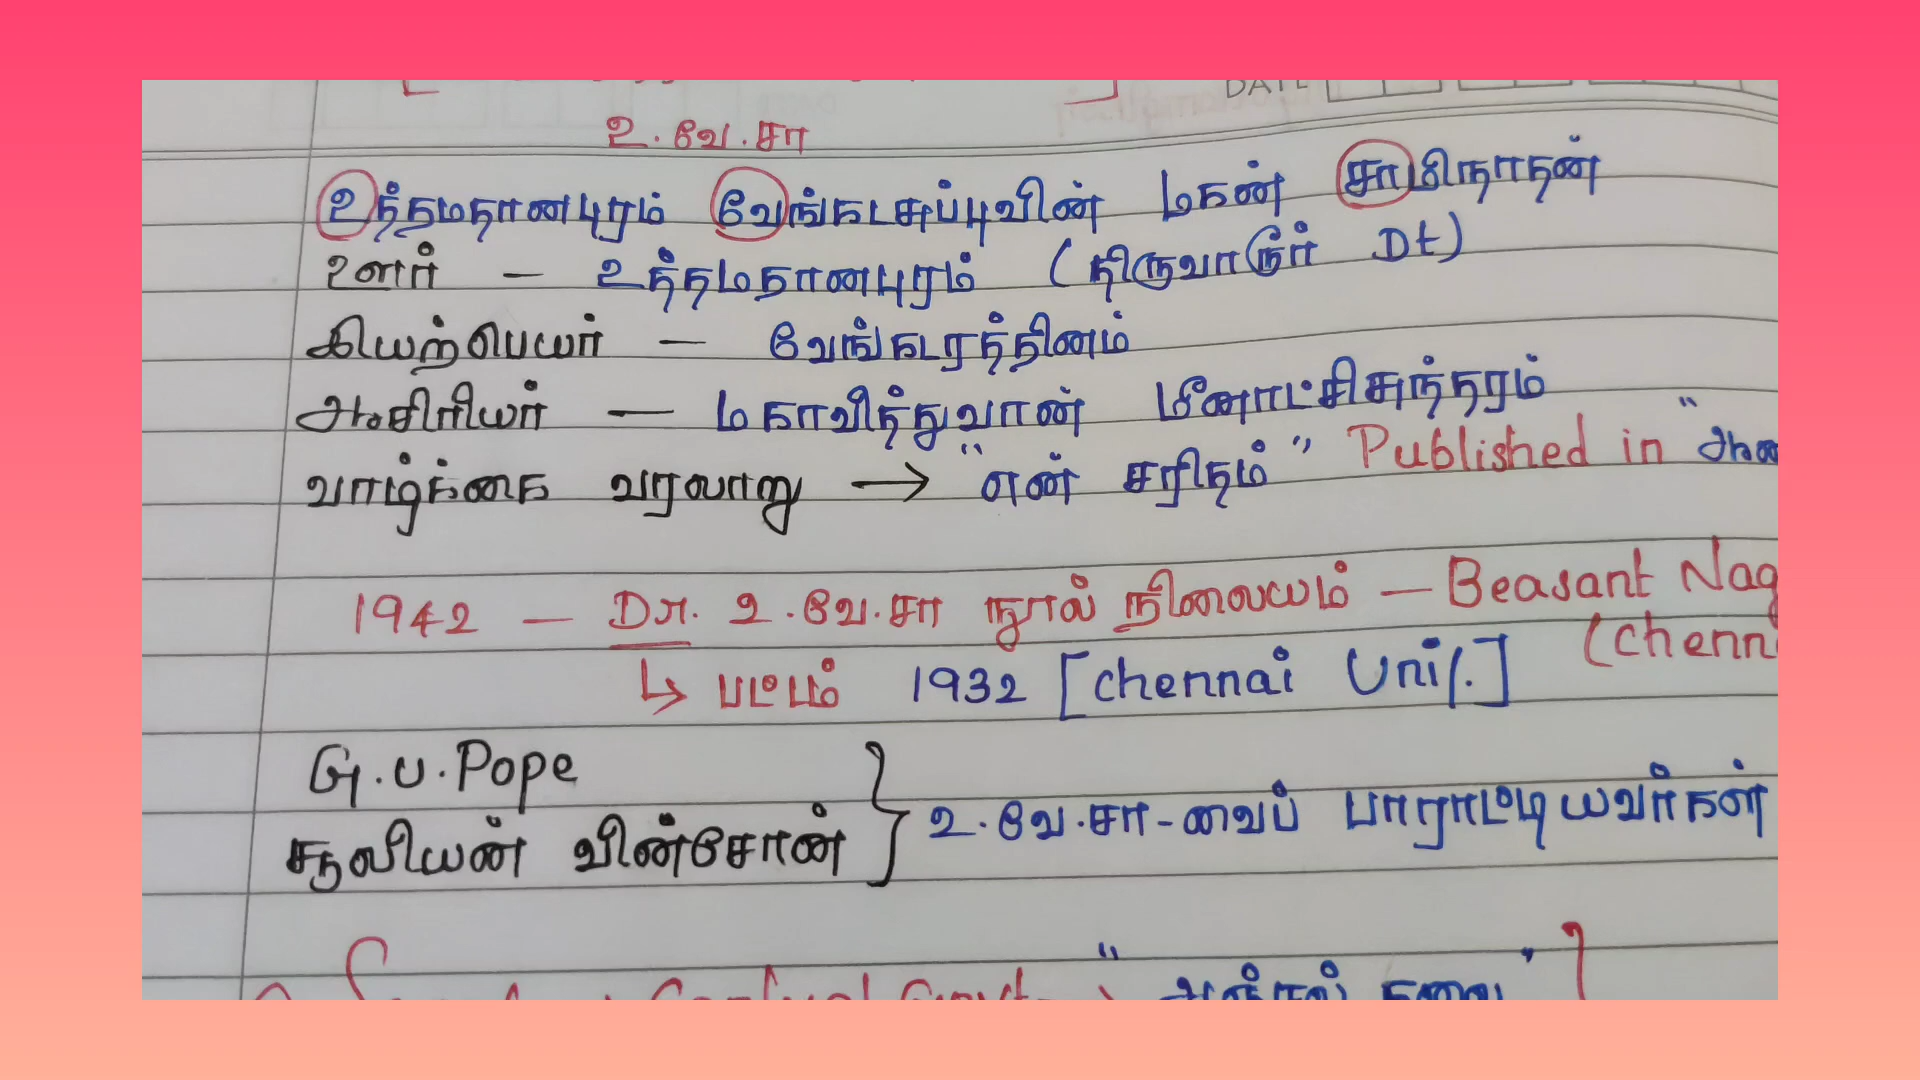 DATE
உ.வே.சா
உத்தமதானபுரம் வேங்கடசுப்புவின் மகன் சாமிநாதன்
ஊர் – உத்தமதானபுரம் (திருவாரூர் Dt)
இயற்பெயர் – வேங்கடரத்தினம்
ஆசிரியர் – மகாவித்துவான் மீனாட்சிசுந்தரம்
வாழ்க்கை வரலாறு → "என் சரிதம்" Published in "ஆன
1942 – Dr. உ.வே.சா நூல் நிலையம் – Beasant Nag
(Chenn
↳ பட்டம் 1932 [Chennai Uni/.]
G.U.Pope
சூலியன் வின்சோன் } உ.வே.சா-வைப் பாராட்டியவர்கள்